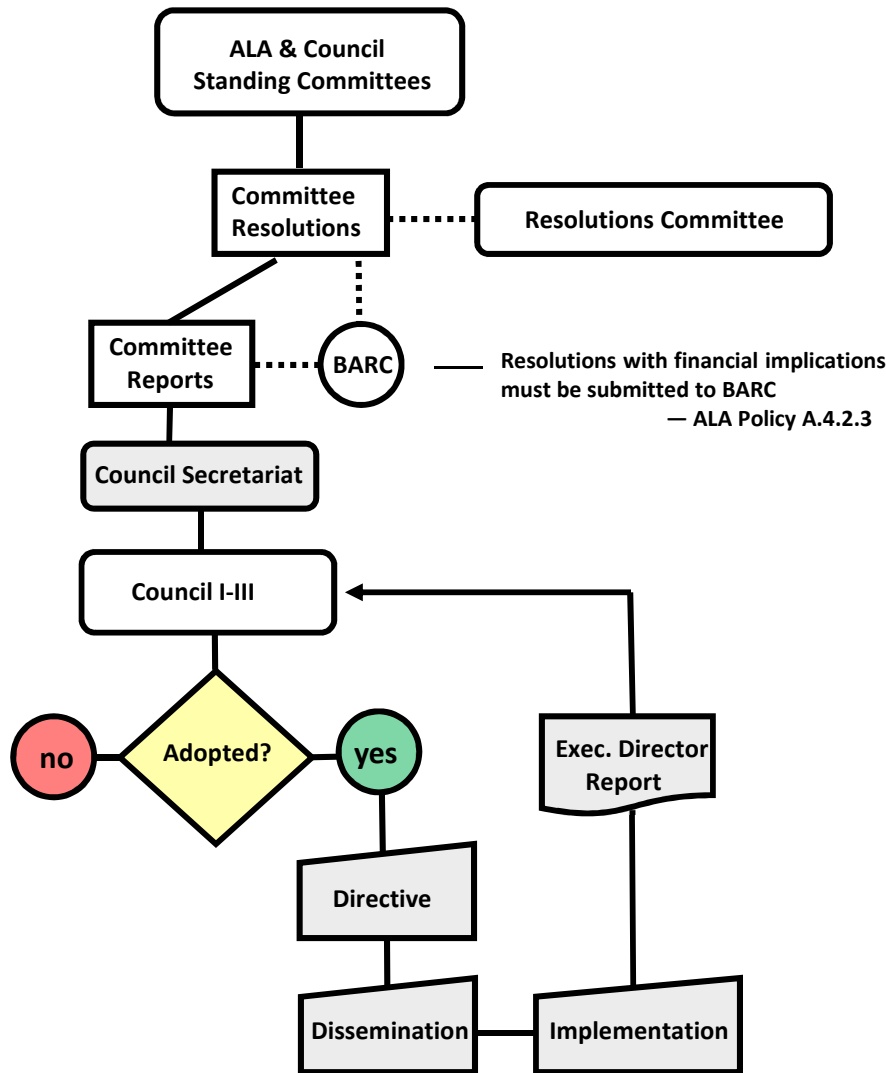 ALA & Council
Standing Committees
Committee
Resolutions
Resolutions Committee
Committee
Reports
BARC
Resolutions with financial implications
must be submitted to BARC
— ALA Policy A.4.2.3
Council Secretariat
Council I-III
no
Adopted?
yes
Exec. Director
Report
Directive
Dissemination
Implementation